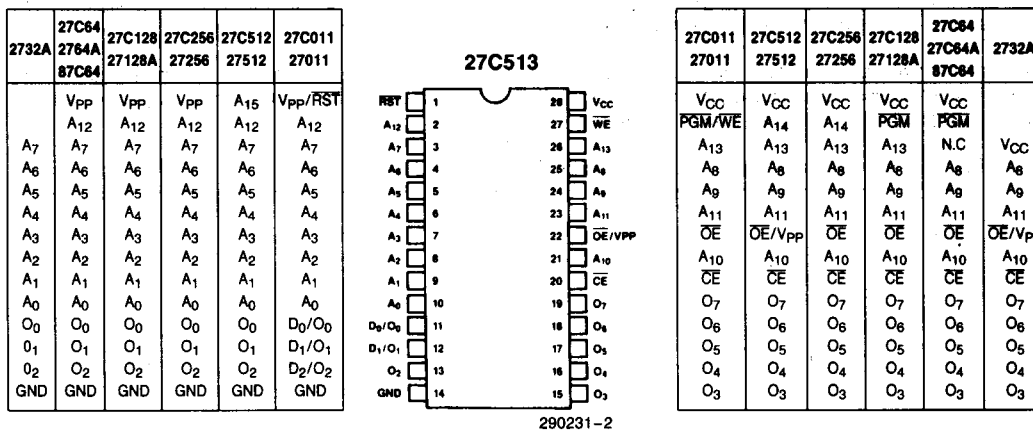 2732A | 27C64 2764A 87C64 | 27C128 27128A | 27C256 27256 | 27C512 27512 | 27C011 27011
VPP VPP VPP A15 VPP/RST
A12 A12 A12 A12 A12
A7 A7 A7 A7 A7 A7
A6 A6 A6 A6 A6 A6
A5 A5 A5 A5 A5 A5
A4 A4 A4 A4 A4 A4
A3 A3 A3 A3 A3 A3
A2 A2 A2 A2 A2 A2
A1 A1 A1 A1 A1 A1
A0 A0 A0 A0 A0 A0
O0 O0 O0 O0 O0 D0/O0
01 O1 O1 O1 O1 D1/O1
02 O2 O2 O2 O2 D2/O2
GND GND GND GND GND GND
27C513
RST 1 28 VCC
A12 2 27 WE
A7 3 26 A13
A6 4 25 A8
A5 5 24 A9
A4 6 23 A11
A3 7 22 OE/VPP
A2 8 21 A10
A1 9 20 CE
A0 10 19 O7
D0/O0 11 18 O6
D1/O1 12 17 O5
O2 13 16 O4
GND 14 15 O3
290231-2
27C011 27011 | 27C512 27512 | 27C256 27256 | 27C128 27128A | 27C64 27C64A 87C64 | 2732A
VCC VCC VCC VCC VCC
PGM/WE A14 A14 PGM PGM
A13 A13 A13 A13 N.C VCC
A8 A8 A8 A8 A8 A8
A9 A9 A9 A9 A9 A9
A11 A11 A11 A11 A11 A11
OE OE/VPP OE OE OE OE/VP
A10 A10 A10 A10 A10 A10
CE CE CE CE CE CE
O7 O7 O7 O7 O7 O7
O6 O6 O6 O6 O6 O6
O5 O5 O5 O5 O5 O5
O4 O4 O4 O4 O4 O4
O3 O3 O3 O3 O3 O3